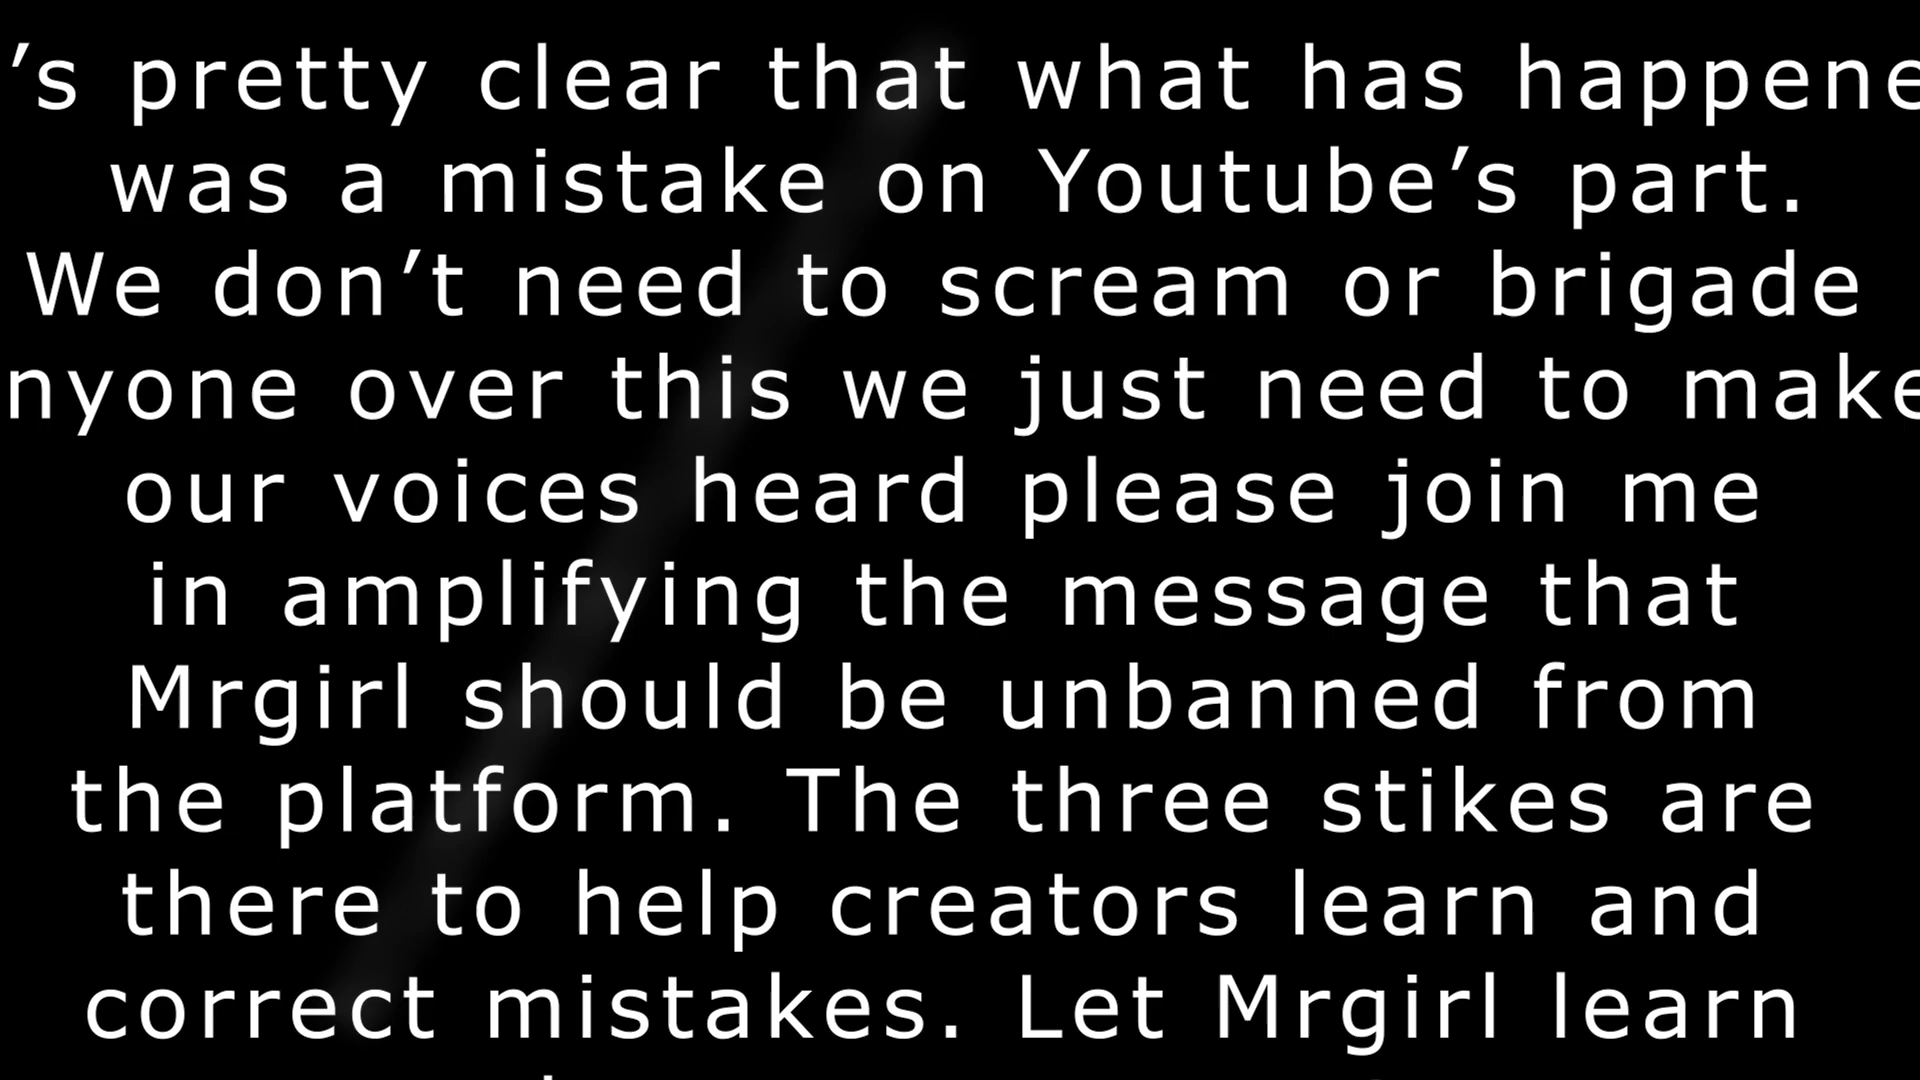 ’s pretty clear that what has happene
was a mistake on Youtube’s part.
We don’t need to scream or brigade
nyone over this we just need to make
our voices heard please join me
in amplifying the message that
Mrgirl should be unbanned from
the platform. The three stikes are
there to help creators learn and
correct mistakes. Let Mrgirl learn